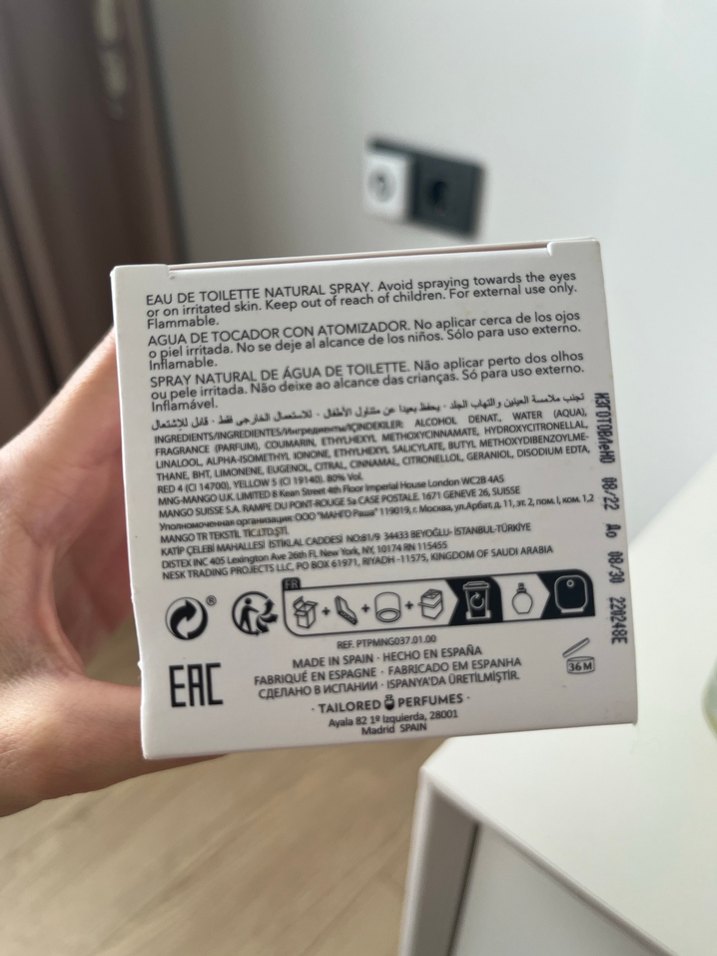 EAU DE TOILETTE NATURAL SPRAY. Avoid spraying towards the eyes
or on irritated skin. Keep out of reach of children. For external use only.
Flammable.
AGUA DE TOCADOR CON ATOMIZADOR. No aplicar cerca de los ojos
o piel irritada. No se deje al alcance de los niños. Sólo para uso externo.
Inflamable.
SPRAY NATURAL DE ÁGUA DE TOILETTE. Não aplicar perto dos olhos
ou pele irritada. Não deixe ao alcance das crianças. Só para uso externo.
Inflamável.
تجنب ملامسة العينين والتهاب الجلد · يحفظ بعيدا عن متناول الأطفال · للاستعمال الخارجي فقط · قابل للإشتعال
INGREDIENTS/INGREDIENTES/Ингредиенты/İÇİNDEKİLER: ALCOHOL DENAT., WATER (AQUA),
FRAGRANCE (PARFUM), COUMARIN, ETHYLHEXYL METHOXYCINNAMATE, HYDROXYCITRONELLAL,
LINALOOL, ALPHA-ISOMETHYL IONONE, ETHYLHEXYL SALICYLATE, BUTYL METHOXYDIBENZOYLME-
THANE, BHT, LIMONENE, EUGENOL, CITRAL, CINNAMAL, CITRONELLOL, GERANIOL, DISODIUM EDTA,
RED 4 (CI 14700), YELLOW 5 (CI 19140). 80% Vol.
MNG-MANGO U.K. LIMITED 8 Kean Street 4th Floor Imperial House London WC2B 4AS
MANGO SUISSE S.A. RAMPE DU PONT-ROUGE 5a CASE POSTALE. 1671 GENEVE 26, SUISSE
Уполномоченная организация: ООО "МАНГО Раша" 119019, г. Москва, ул.Арбат, д. 11, эт. 2, пом. I, ком. 1,2
MANGO TR TEKSTİL TİC.LTD.ŞTİ.
KATİP ÇELEBİ MAHALLESİ İSTİKLAL CADDESİ NO:81/9 34433 BEYOĞLU- İSTANBUL-TÜRKİYE
DISTEX INC 405 Lexington Ave 26th Fl, New York, NY, 10174 RN 115455
NESK TRADING PROJECTS LLC, PO BOX 61971, RIYADH -11575, KINGDOM OF SAUDI ARABIA
Изготовлено 08/22 До 08/30 220248E
FR
®
REF. PTPMNG037.01.00
MADE IN SPAIN · HECHO EN ESPAÑA
FABRIQUÉ EN ESPAGNE · FABRICADO EM ESPANHA
СДЕЛАНО В ИСПАНИИ · ISPANYA'DA ÜRETİLMİŞTİR.
EAC
36 M
· TAILORED PERFUMES ·
Ayala 82 1º Izquierda, 28001
Madrid SPAIN